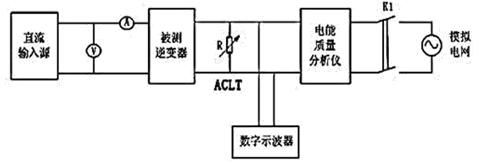 直流
输入源
A
V
被测
逆变器
R
ACLT
电能
质量
分析仪
K1
模拟
电网
数字示波器